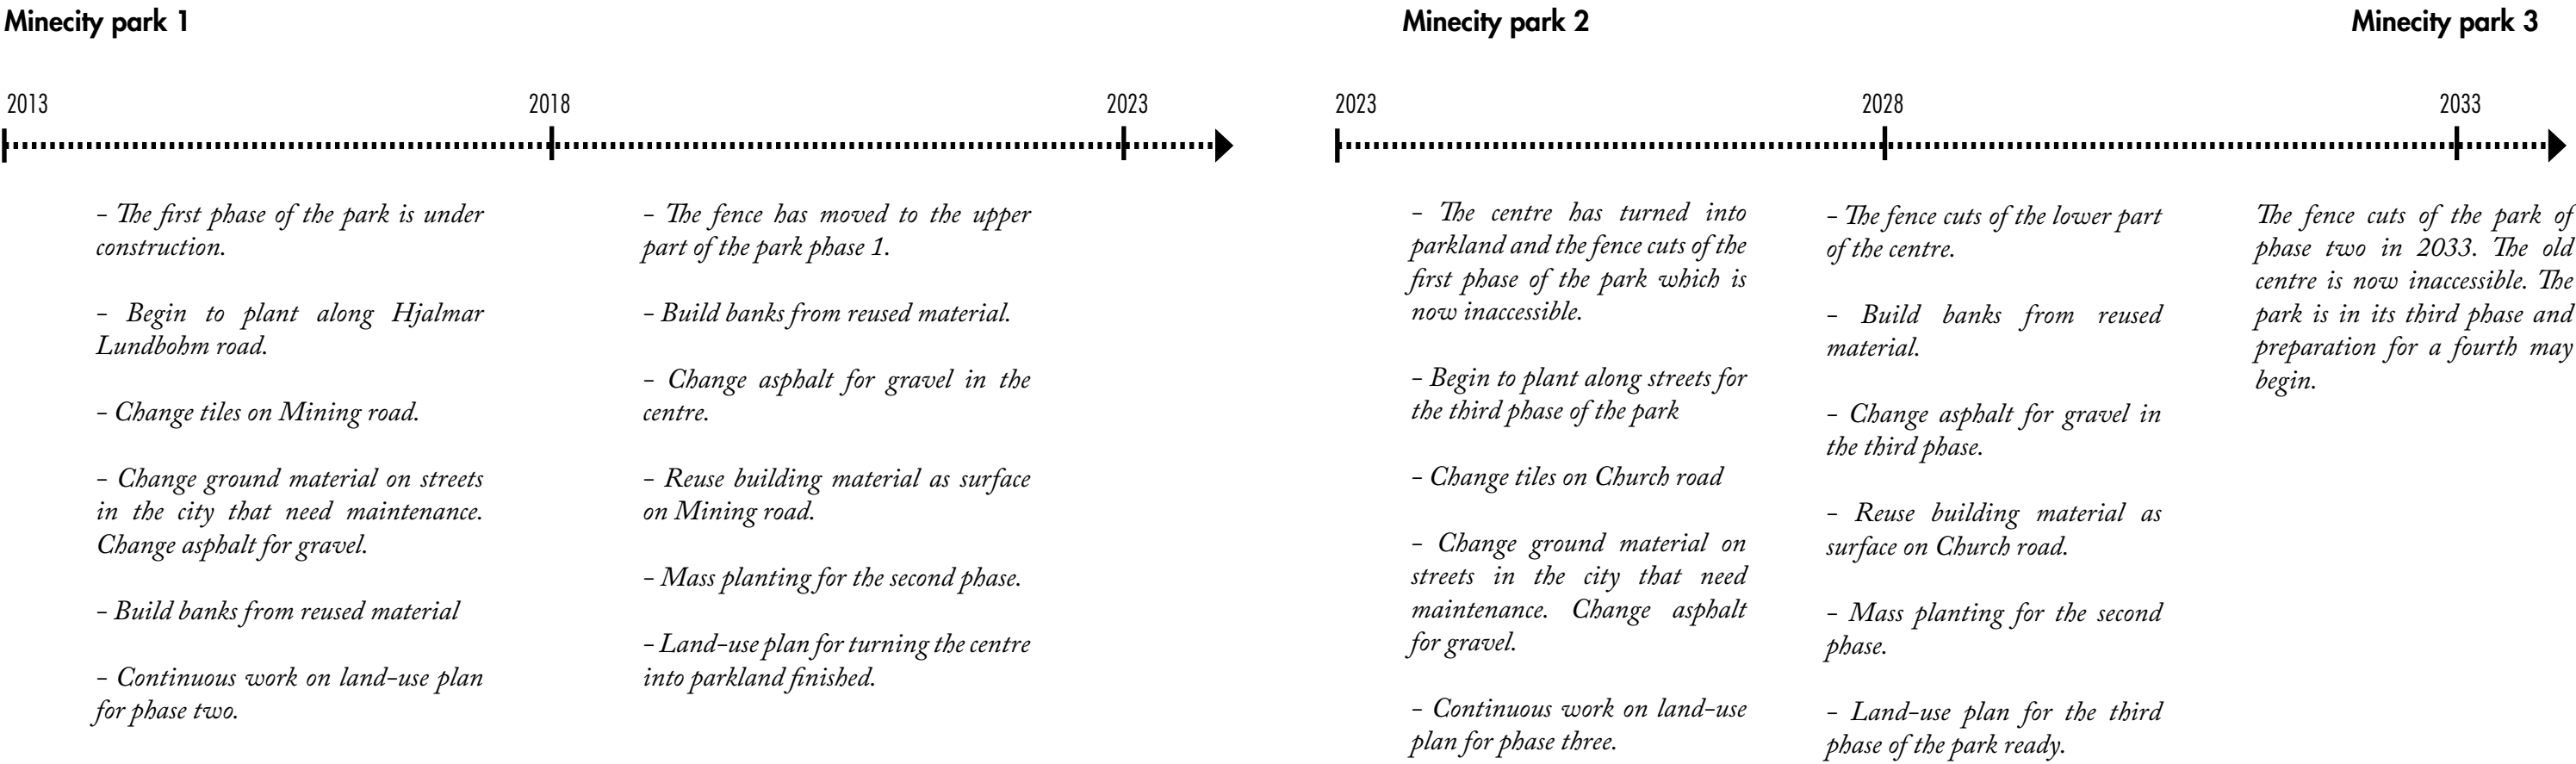 Minecity park 1
2013
2018
2023
– The first phase of the park is under
construction.
– Begin to plant along Hjalmar
Lundbohm road.
– Change tiles on Mining road.
– Change ground material on streets
in the city that need maintenance.
Change asphalt for gravel.
– Build banks from reused material
– Continuous work on land-use plan
for phase two.
– The fence has moved to the upper
part of the park phase 1.
– Build banks from reused material.
– Change asphalt for gravel in the
centre.
– Reuse building material as surface
on Mining road.
– Mass planting for the second phase.
– Land-use plan for turning the centre
into parkland finished.
Minecity park 2
2023
2028
2033
– The centre has turned into
parkland and the fence cuts of the
first phase of the park which is
now inaccessible.
– Begin to plant along streets for
the third phase of the park
– Change tiles on Church road
– Change ground material on
streets in the city that need
maintenance. Change asphalt
for gravel.
– Continuous work on land-use
plan for phase three.
– The fence cuts of the lower part
of the centre.
– Build banks from reused
material.
– Change asphalt for gravel in
the third phase.
– Reuse building material as
surface on Church road.
– Mass planting for the second
phase.
– Land-use plan for the third
phase of the park ready.
Minecity park 3
The fence cuts of the park of
phase two in 2033. The old
centre is now inaccessible. The
park is in its third phase and
preparation for a fourth may
begin.